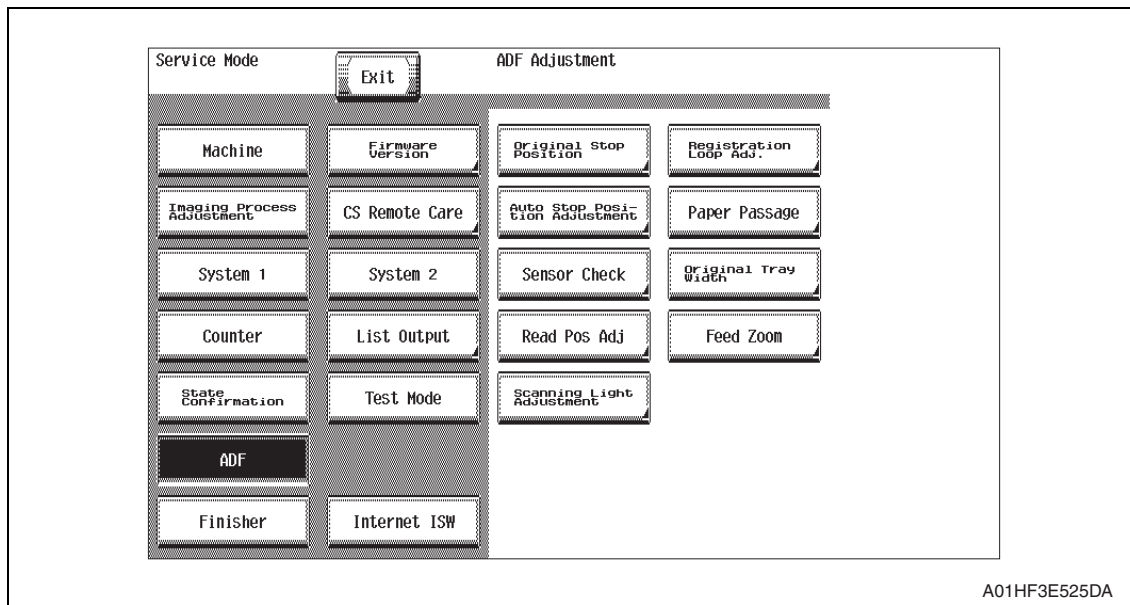 Service Mode
Exit
ADF Adjustment
Machine
Firmware
Version
Original Stop
Position
Registration
Loop Adj.
Imaging Process
Adjustment
CS Remote Care
Auto Stop Posi-
tion Adjustment
Paper Passage
System 1
System 2
Sensor Check
Original Tray
Width
Counter
List Output
Read Pos Adj
Feed Zoom
State
Confirmation
Test Mode
Scanning Light
Adjustment
ADF
Finisher
Internet ISW
A01HF3E525DA